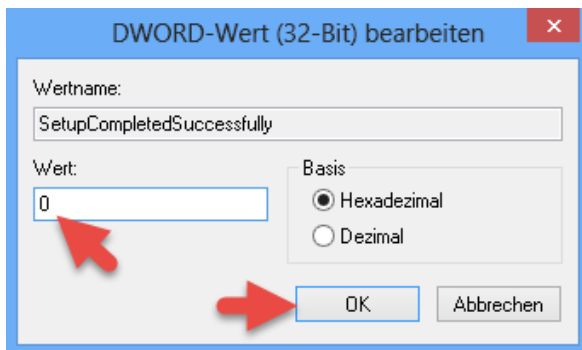 DWORD-Wert (32-Bit) bearbeiten
Wertname:
SetupCompletedSuccessfully
Wert:
0
Basis
Hexadezimal
Dezimal
OK
Abbrechen